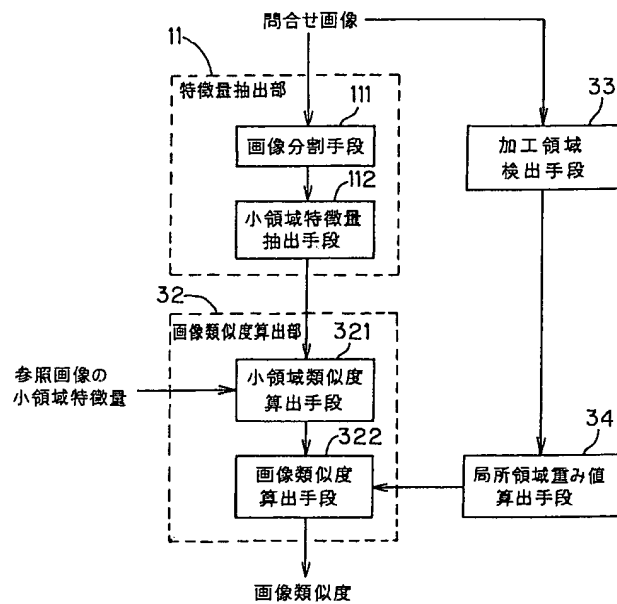 問合せ画像
11
特徴量抽出部
111
画像分割手段
112
小領域特徴量
抽出手段
33
加工領域
検出手段
32
画像類似度算出部
321
参照画像の
小領域特徴量
小領域類似度
算出手段
322
画像類似度
算出手段
34
局所領域重み値
算出手段
画像類似度